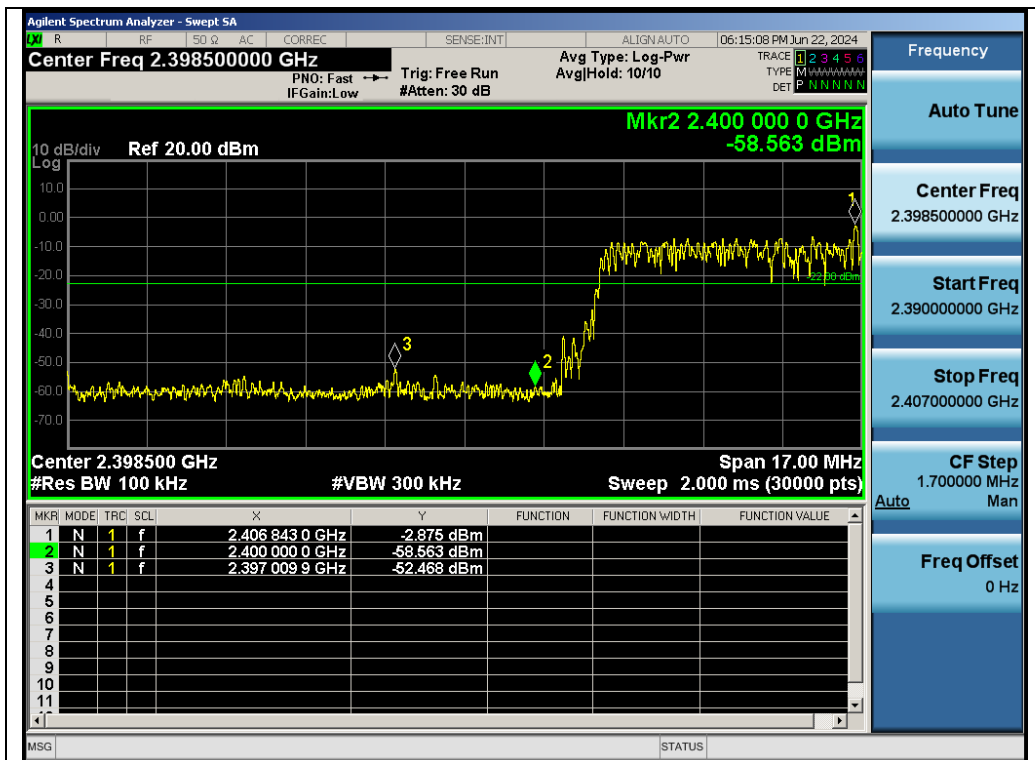 Agilent Spectrum Analyzer - Swept SA
LXI R RF 50 Ω AC CORREC SENSE:INT ALIGN AUTO 06:15:08 PM Jun 22, 2024
Center Freq 2.398500000 GHz
PNO: Fast
IFGain:Low
Trig: Free Run
#Atten: 30 dB
Avg Type: Log-Pwr
Avg|Hold: 10/10
TRACE 1 2 3 4 5 6
TYPE M
DET P N N N N N
Mkr2 2.400 000 0 GHz
-58.563 dBm
10 dB/div Ref 20.00 dBm
Log
10.0
0.00
-10.0
-20.0
-30.0
-40.0
-50.0
-60.0
-70.0
1
-22.00 dBm
3
2
Center 2.398500 GHz Span 17.00 MHz
#Res BW 100 kHz #VBW 300 kHz Sweep 2.000 ms (30000 pts)
MKR MODE TRC SCL X Y FUNCTION FUNCTION WIDTH FUNCTION VALUE
1 N 1 f 2.406 843 0 GHz -2.875 dBm
2 N 1 f 2.400 000 0 GHz -58.563 dBm
3 N 1 f 2.397 009 9 GHz -52.468 dBm
4
5
6
7
8
9
10
11
MSG STATUS
Frequency
Auto Tune
Center Freq
2.398500000 GHz
Start Freq
2.390000000 GHz
Stop Freq
2.407000000 GHz
CF Step
1.700000 MHz
Auto Man
Freq Offset
0 Hz